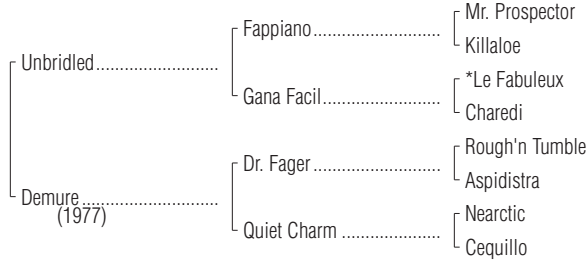 Mr. Prospector
Fappiano
Killaloe
Unbridled
*Le Fabuleux
Gana Facil
Charedi
Rough'n Tumble
Dr. Fager
Aspidistra
Demure
(1977)
Nearctic
Quiet Charm
Cequillo